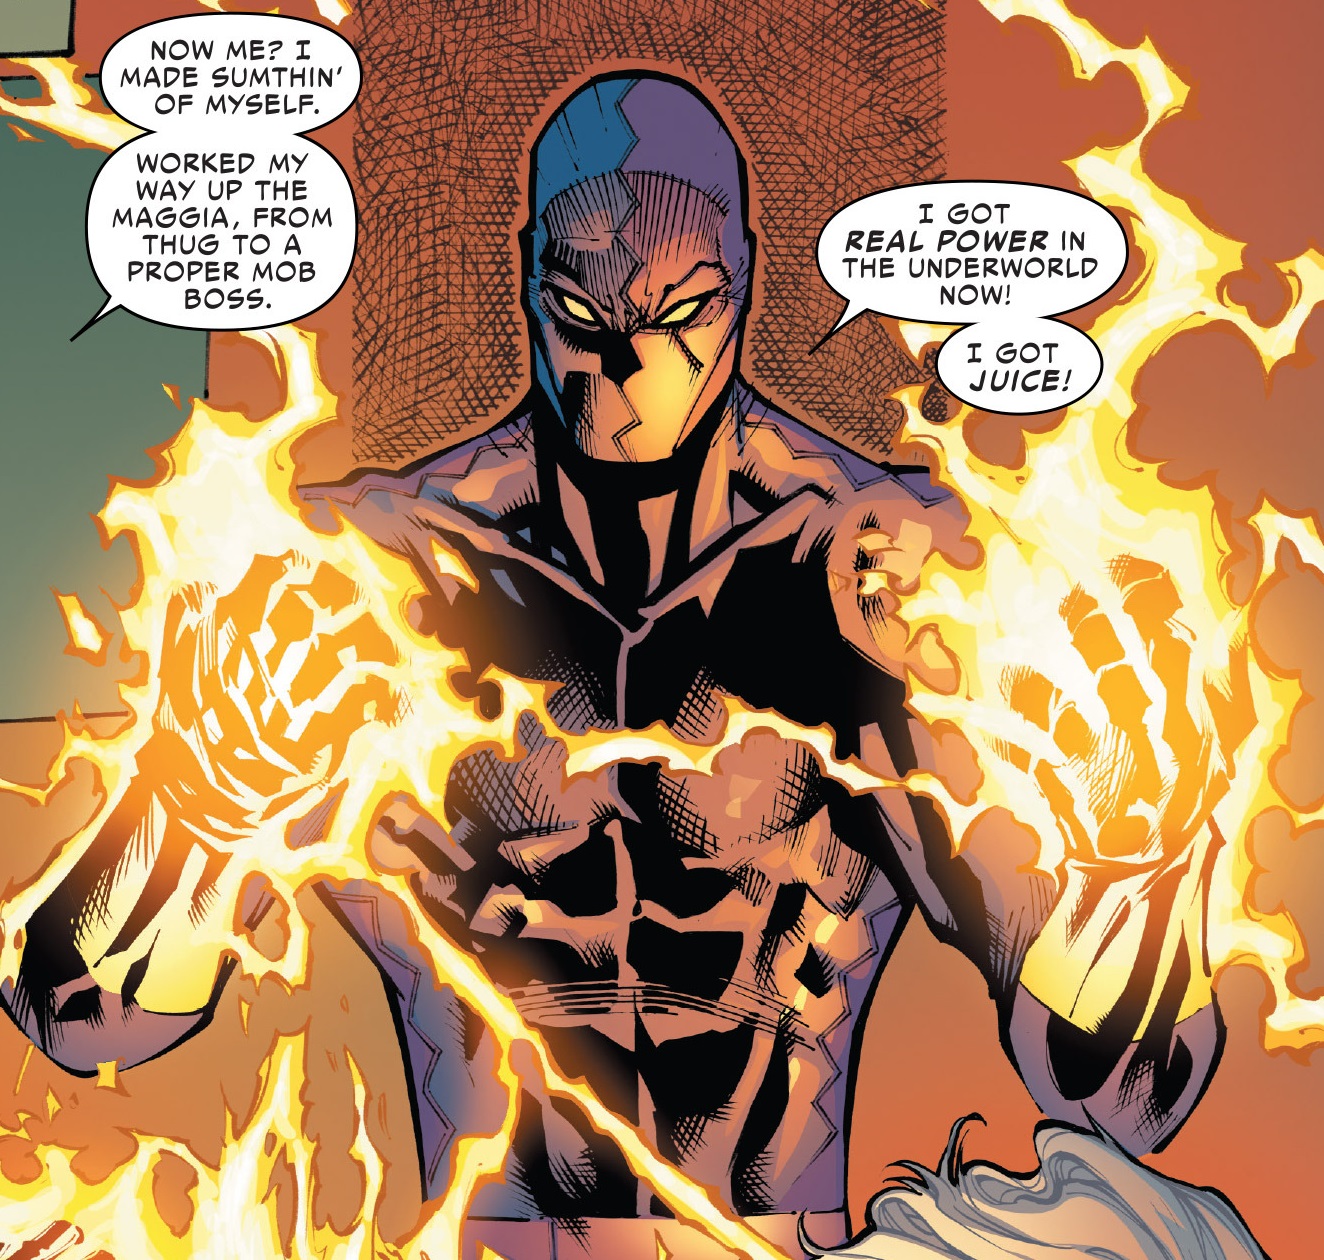 NOW ME? I
MADE SUMTHIN'
OF MYSELF.
WORKED MY
WAY UP THE
MAGGIA, FROM
THUG TO A
PROPER MOB
BOSS.
I GOT
REAL POWER IN
THE UNDERWORLD
NOW!
I GOT
JUICE!